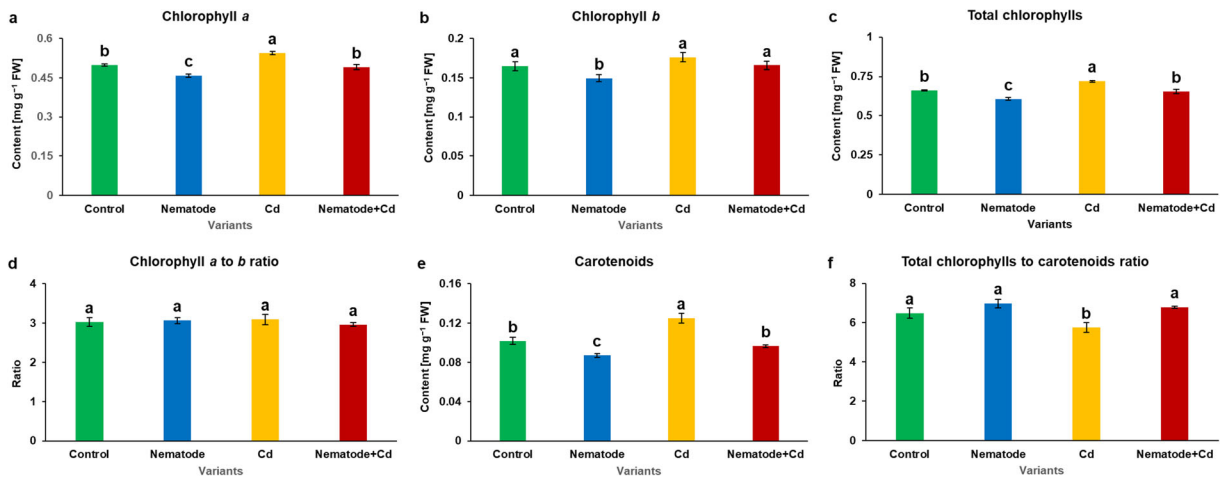 a
Chlorophyll a
Content [mg g⁻¹ FW]
0.6
0.45
0.3
0.15
0
b
c
a
b
Control Nematode Cd Nematode+Cd
Variants
b
Chlorophyll b
Content [mg g⁻¹ FW]
0.2
0.15
0.1
0.05
0
a
b
a
a
Control Nematode Cd Nematode+Cd
Variants
c
Total chlorophylls
Content [mg g⁻¹ FW]
1
0.75
0.5
0.25
0
b
c
a
b
Control Nematode Cd Nematode+Cd
Variants
d
Chlorophyll a to b ratio
Ratio
4
3
2
1
0
a
a
a
a
Control Nematode Cd Nematode+Cd
Variants
e
Carotenoids
Content [mg g⁻¹ FW]
0.16
0.12
0.08
0.04
0
b
c
a
b
Control Nematode Cd Nematode+Cd
Variants
f
Total chlorophylls to carotenoids ratio
Ratio
8
6
4
2
0
a
a
b
a
Control Nematode Cd Nematode+Cd
Variants